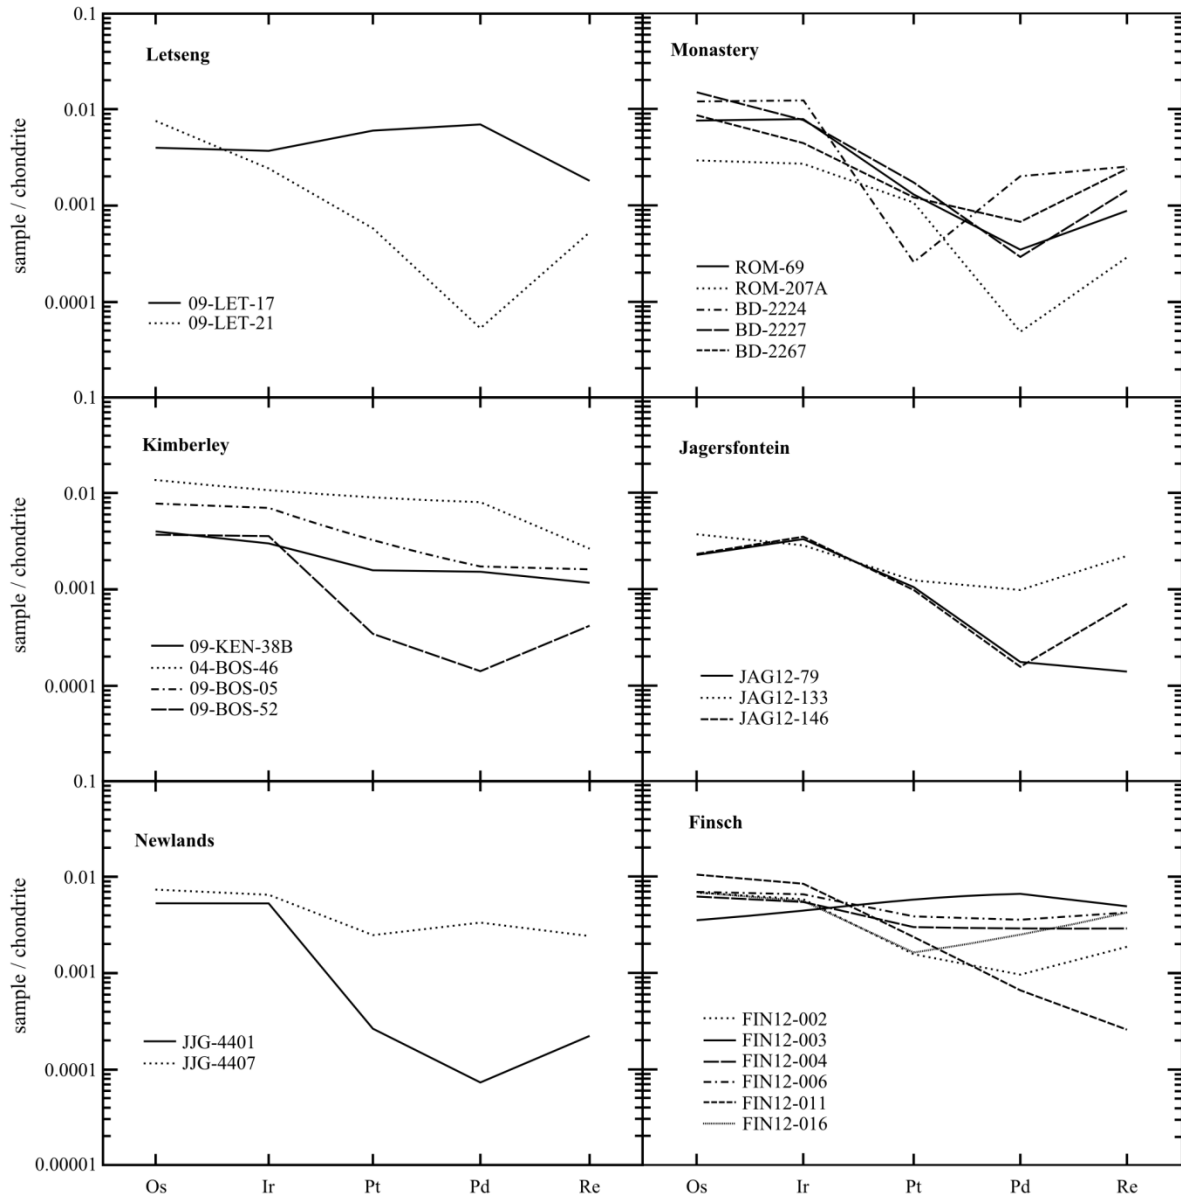 0.1
0.01
0.001
0.0001
0.1
sample / chondrite
Letseng
09-LET-17
09-LET-21
Monastery
ROM-69
ROM-207A
BD-2224
BD-2227
BD-2267
0.01
0.001
0.0001
0.1
sample / chondrite
Kimberley
09-KEN-38B
04-BOS-46
09-BOS-05
09-BOS-52
Jagersfontein
JAG12-79
JAG12-133
JAG12-146
0.01
0.001
0.0001
0.00001
sample / chondrite
Newlands
JJG-4401
JJG-4407
Finsch
FIN12-002
FIN12-003
FIN12-004
FIN12-006
FIN12-011
FIN12-016
Os Ir Pt Pd Re
Os Ir Pt Pd Re